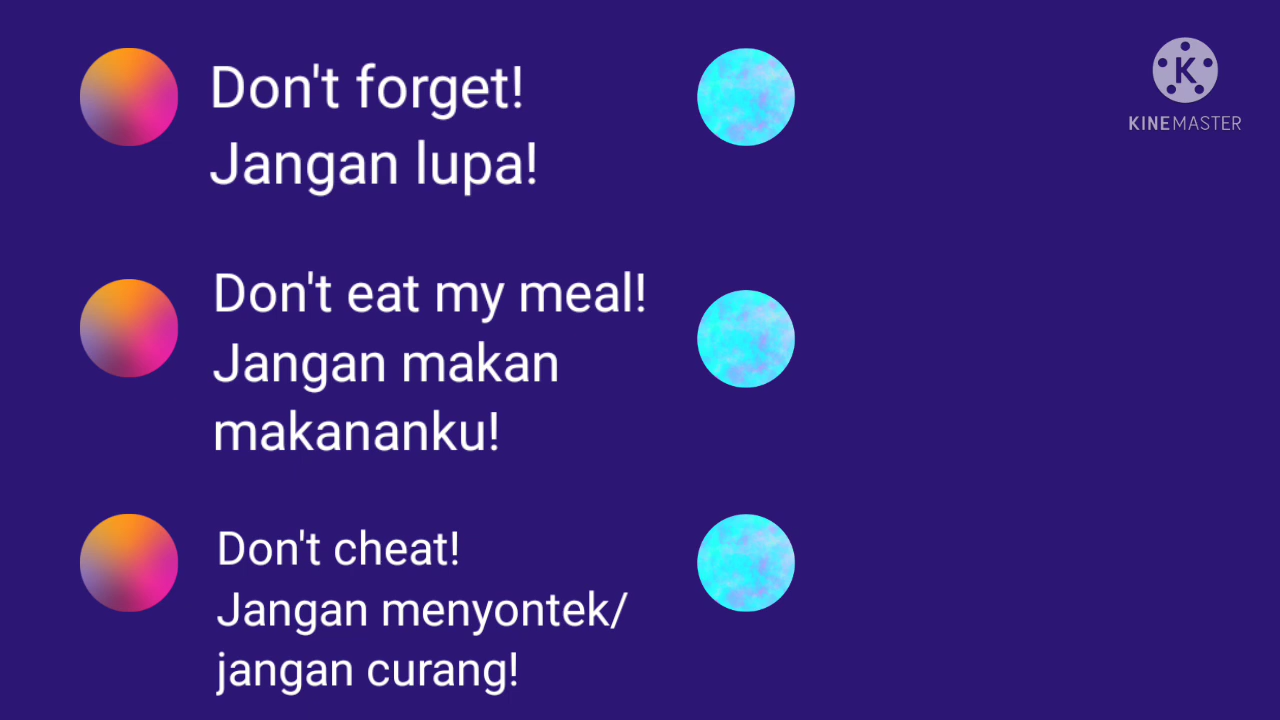 Don't forget!
Jangan lupa!
Don't eat my meal!
Jangan makan
makananku!
Don't cheat!
Jangan menyontek/
jangan curang!
K
KINEMASTER